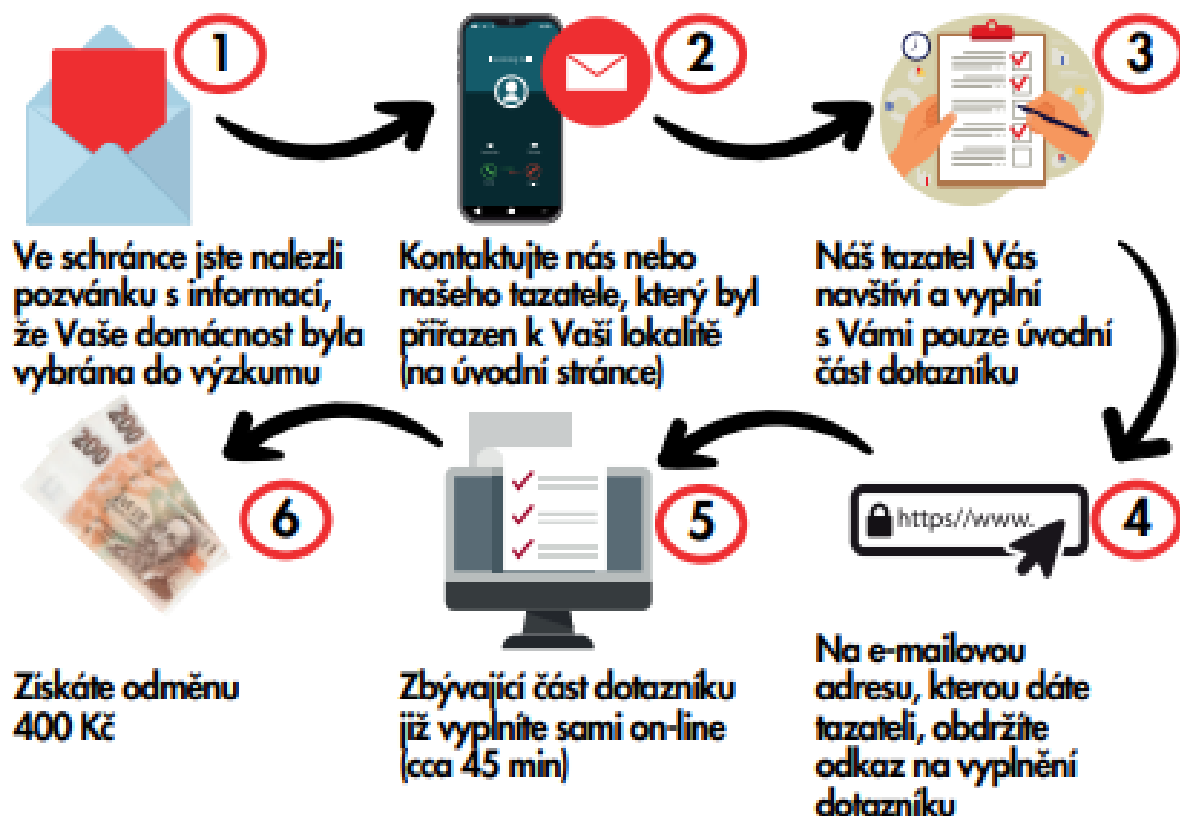 1
2
3
Ve schránce jste nalezli
pozvánku s informací,
že Vaše domácnost byla
vybrána do výzkumu
Kontaktujte nás nebo
našeho tazatele, který byl
přiřazen k Vaší lokalitě
(na úvodní stránce)
Náš tazatel Vás
navštíví a vyplní
s Vámi pouze úvodní
část dotazníku
200
200
6
5
https//www.
4
Získáte odměnu
400 Kč
Zbývající část dotazníku
již vyplníte sami on-line
(cca 45 min)
Na e-mailovou
adresu, kterou dáte
tazateli, obdržíte
odkaz na vyplnění
dotazníku